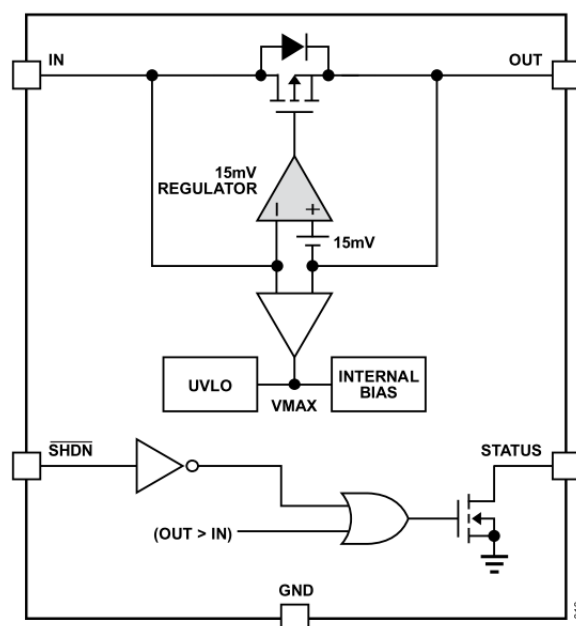 IN
OUT
15mV
REGULATOR
− +
15mV
UVLO
VMAX
INTERNAL
BIAS
SHDN
STATUS
(OUT > IN)
GND